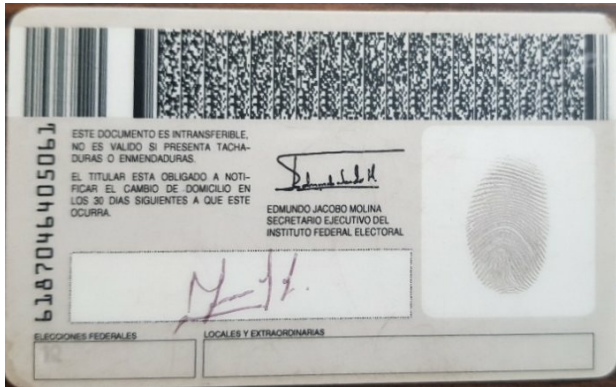 6187046405061
ESTE DOCUMENTO ES INTRANSFERIBLE,
NO ES VALIDO SI PRESENTA TACHA-
DURAS O ENMENDADURAS.
EL TITULAR ESTA OBLIGADO A NOTI-
FICAR EL CAMBIO DE DOMICILIO EN
LOS 30 DIAS SIGUIENTES A QUE ESTE
OCURRA.
EDMUNDO JACOBO MOLINA
SECRETARIO EJECUTIVO DEL
INSTITUTO FEDERAL ELECTORAL
ELECCIONES FEDERALES
LOCALES Y EXTRAORDINARIAS
12